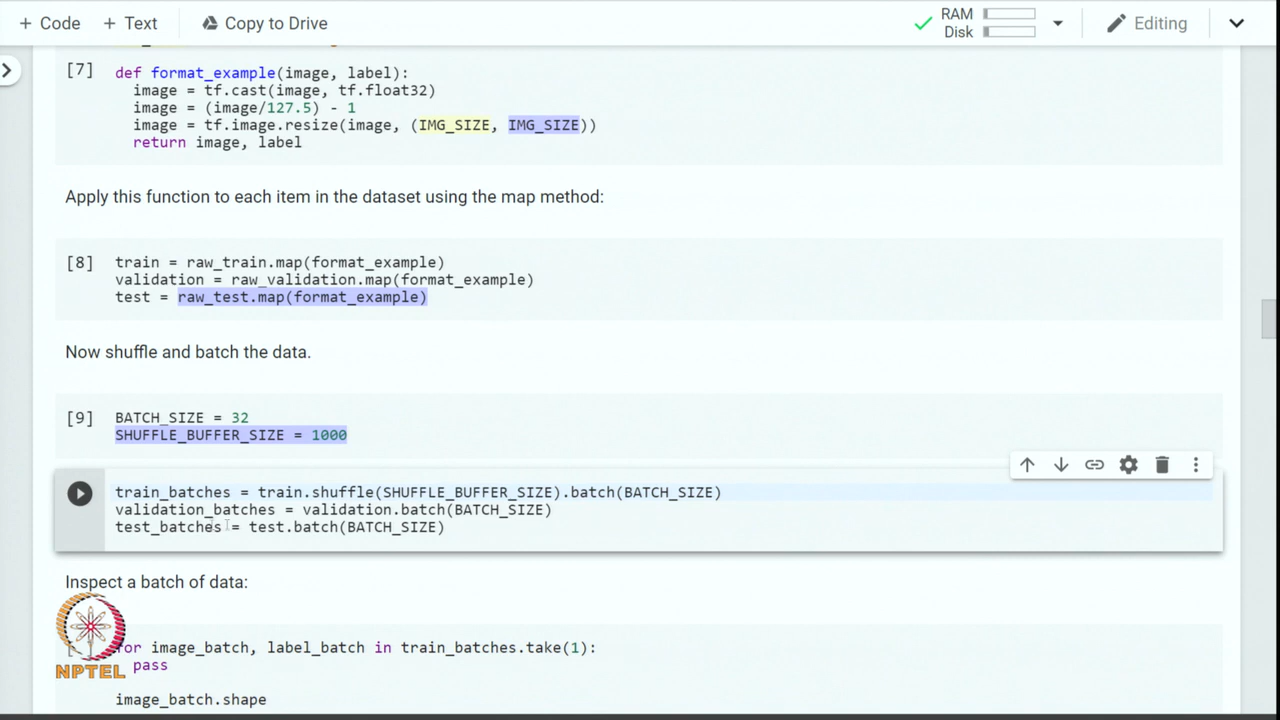 + Code + Text Copy to Drive RAM Disk Editing
[7] def format_example(image, label):
image = tf.cast(image, tf.float32)
image = (image/127.5) - 1
image = tf.image.resize(image, (IMG_SIZE, IMG_SIZE))
return image, label
Apply this function to each item in the dataset using the map method:
[8] train = raw_train.map(format_example)
validation = raw_validation.map(format_example)
test = raw_test.map(format_example)
Now shuffle and batch the data.
[9] BATCH_SIZE = 32
SHUFFLE_BUFFER_SIZE = 1000
train_batches = train.shuffle(SHUFFLE_BUFFER_SIZE).batch(BATCH_SIZE)
validation_batches = validation.batch(BATCH_SIZE)
test_batches = test.batch(BATCH_SIZE)
Inspect a batch of data:
for image_batch, label_batch in train_batches.take(1):
pass
image_batch.shape
NPTEL